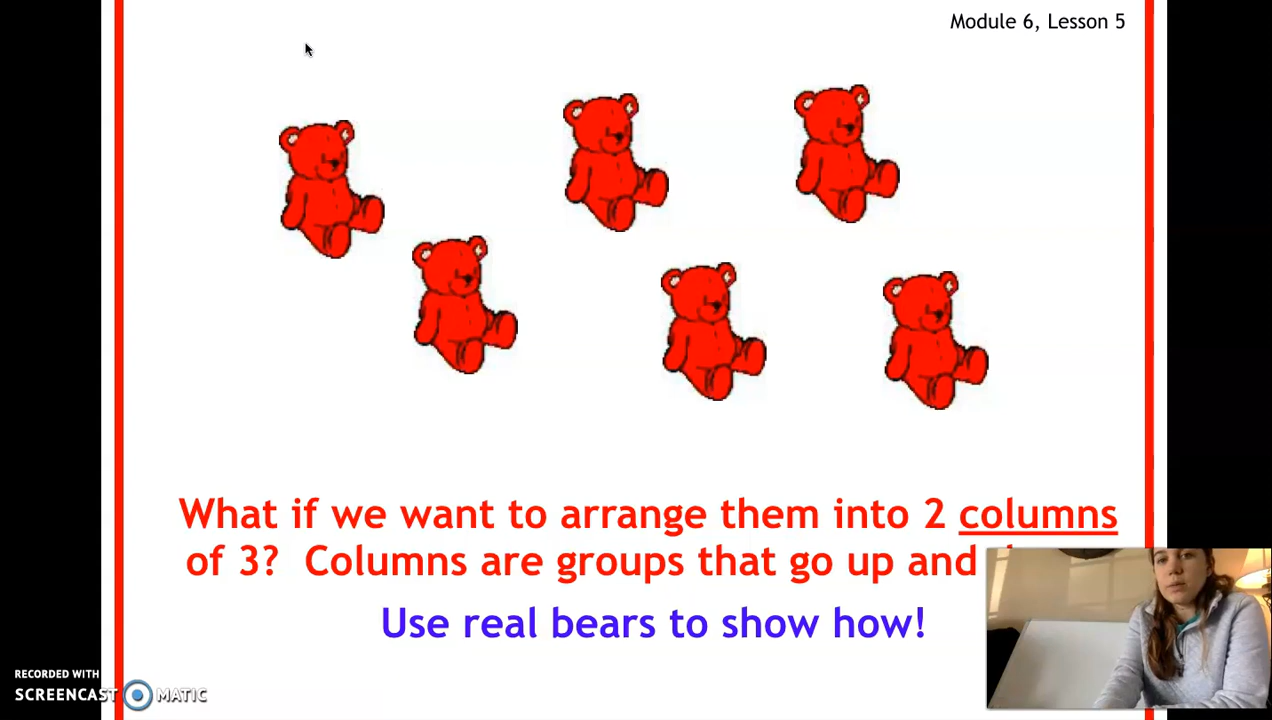 Module 6, Lesson 5
What if we want to arrange them into 2 columns
of 3? Columns are groups that go up and
Use real bears to show how!
RECORDED WITH
SCREENCAST MATIC